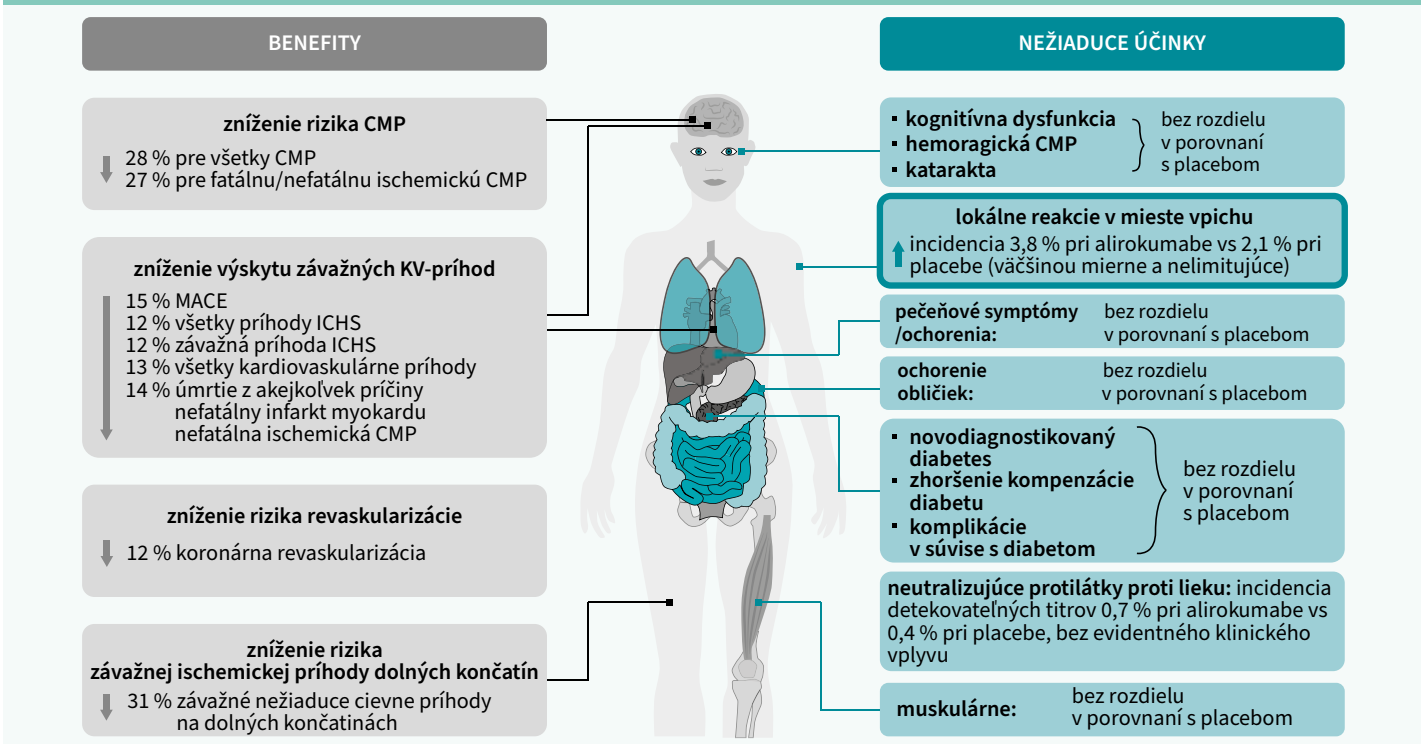 BENEFITY
zníženie rizika CMP
28 % pre všetky CMP
27 % pre fatálnu/nefatálnu ischemickú CMP
zníženie výskytu závažných KV-príhod
15 % MACE
12 % všetky príhody ICHS
12 % závažná príhoda ICHS
13 % všetky kardiovaskulárne príhody
14 % úmrtie z akejkoľvek príčiny
nefatálny infarkt myokardu
nefatálna ischemická CMP
zníženie rizika revaskularizácie
12 % koronárna revaskularizácia
zníženie rizika
závažnej ischemickej príhody dolných končatín
31 % závažné nežiaduce cievne príhody
na dolných končatinách
NEŽIADUCE ÚČINKY
▪ kognitívna dysfunkcia
▪ hemoragická CMP
▪ katarakta
bez rozdielu
v porovnaní
s placebom
lokálne reakcie v mieste vpichu
incidencia 3,8 % pri alirokumabe vs 2,1 % pri
placebe (väčšinou mierne a nelimitujúce)
pečeňové symptómy
/ochorenia:
bez rozdielu
v porovnaní s placebom
ochorenie
obličiek:
bez rozdielu
v porovnaní s placebom
▪ novodiagnostikovaný
diabetes
▪ zhoršenie kompenzácie
diabetu
▪ komplikácie
v súvise s diabetom
bez rozdielu
v porovnaní
s placebom
neutralizujúce protilátky proti lieku: incidencia
detekovateľných titrov 0,7 % pri alirokumabe vs
0,4 % pri placebe, bez evidentného klinického
vplyvu
muskulárne:
bez rozdielu
v porovnaní s placebom